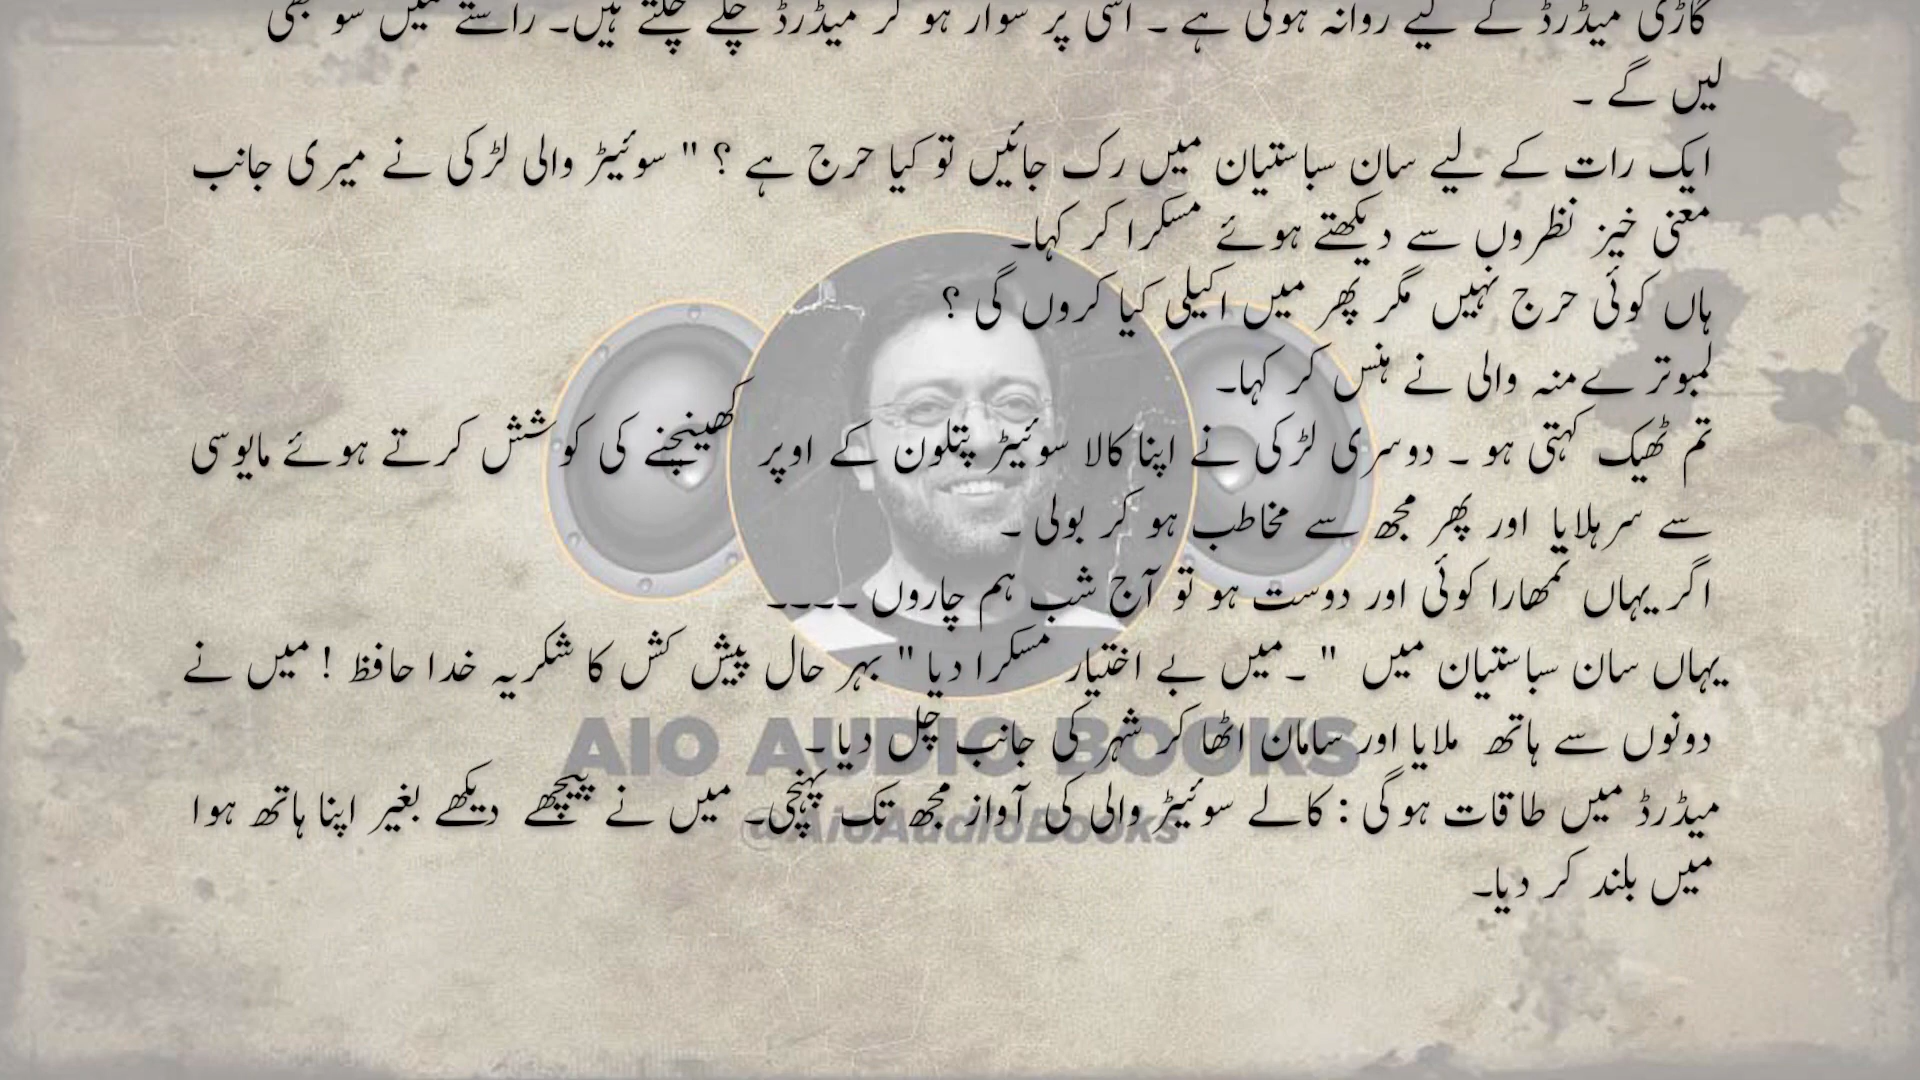 گاڑی میڈرڈ کے لیے روانہ ہوتی ہے ۔ اسی پر سوار ہو کر میڈرڈ چلے چلتے ہیں۔ راستے میں سو بھی
لیں گے ۔
ایک رات کے لیے سان سباستیان میں رک جائیں تو کیا حرج ہے ؟ " سوئیٹر والی لڑکی نے میری جانب
معنی خیز نظروں سے دیکھتے ہوئے مسکرا کر کہا۔
ہاں کوئی حرج نہیں مگر پھر میں اکیلی کیا کروں گی ؟
لمبوترے منہ والی نے ہنس کر کہا۔
تم ٹھیک کہتی ہو ۔ دوسری لڑکی نے اپنا کالا سوئیٹر پتلون کے اوپر کھینچنے کی کوشش کرتے ہوئے مایوسی
سے سر ہلایا اور پھر مجھ سے مخاطب ہو کر بولی ۔
اگر یہاں تمھارا کوئی اور دوست ہو تو آج شب ہم چاروں ۔۔۔۔
یہاں سان سباستیان میں " ۔میں بے اختیار مسکرا دیا " بہر حال پیش کش کا شکریہ خدا حافظ ! میں نے
دونوں سے ہاتھ ملایا اور سامان اٹھا کر شہر کی جانب چل دیا ۔
AIO AUDIO BOOKS
میڈرڈ میں طاقات ہوگی : کالے سوئیٹر والی کی آواز مجھ تک پہنچی۔ میں نے پیچھے دیکھے بغیر اپنا ہاتھ ہوا
@AioAudioBooks
میں بلند کر دیا۔